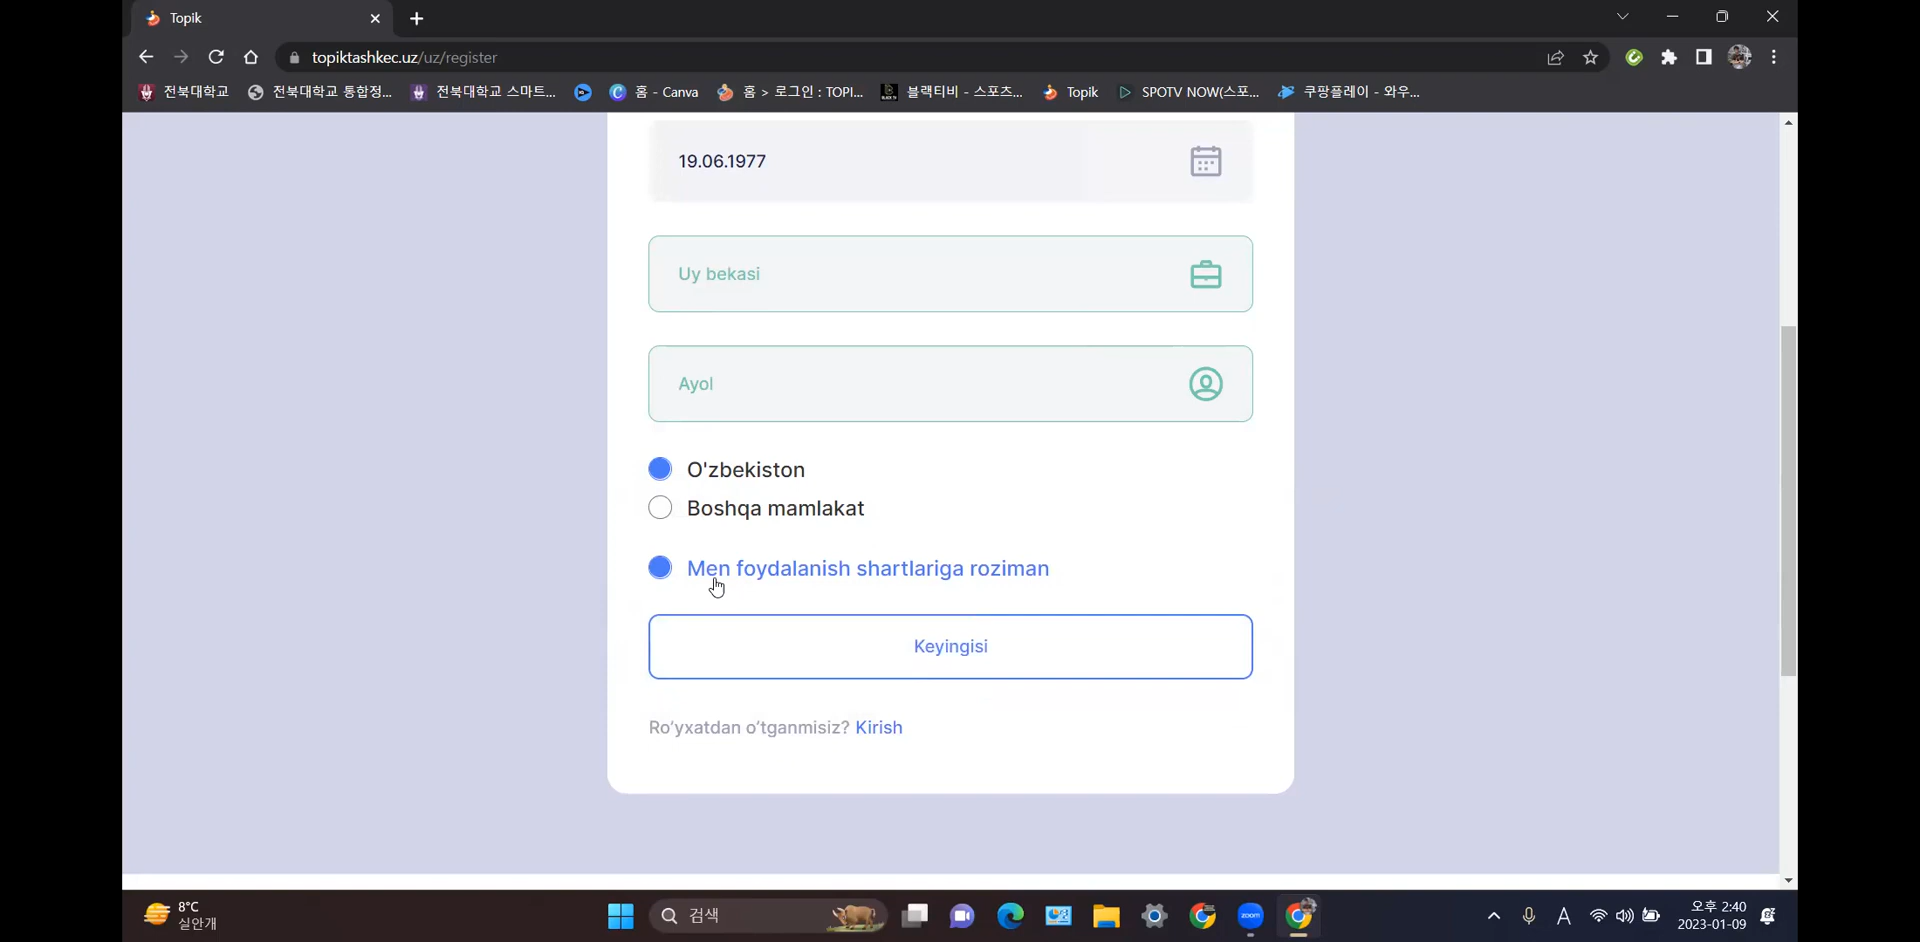 Topik
topiktashkec.uz/uz/register
전북대학교
전북대학교 통합정...
전북대학교 스마트...
홈 - Canva
홈 > 로그인 : TOPI...
블랙티비 - 스포츠...
Topik
SPOTV NOW(스포...
쿠팡플레이 - 와우...
19.06.1977
Uy bekasi
Ayol
O'zbekiston
Boshqa mamlakat
Men foydalanish shartlariga roziman
Keyingisi
Ro‘yxatdan o‘tganmisiz? Kirish
8°C
실안개
검색
zoom
A
오후 2:40
2023-01-09